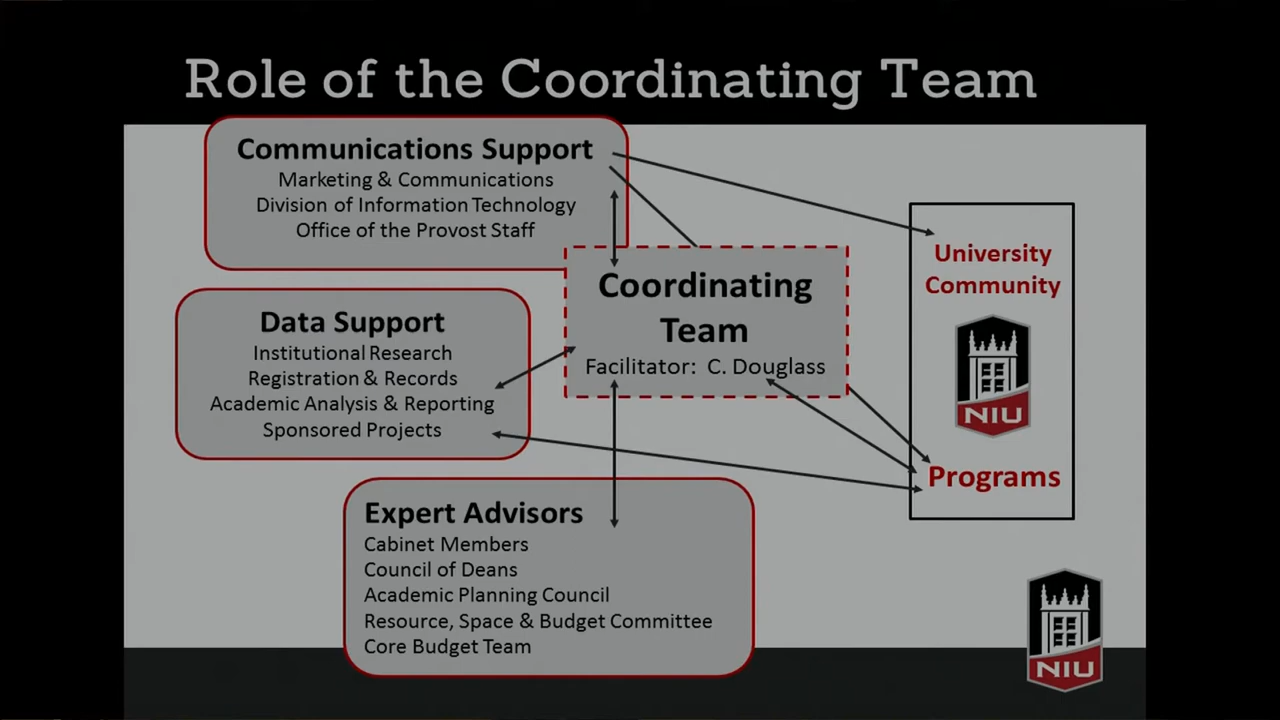 Role of the Coordinating Team
Communications Support
Marketing & Communications
Division of Information Technology
Office of the Provost Staff
Data Support
Institutional Research
Registration & Records
Academic Analysis & Reporting
Sponsored Projects
Coordinating
Team
Facilitator: C. Douglass
Expert Advisors
Cabinet Members
Council of Deans
Academic Planning Council
Resource, Space & Budget Committee
Core Budget Team
University
Community
NIU
Programs
NIU